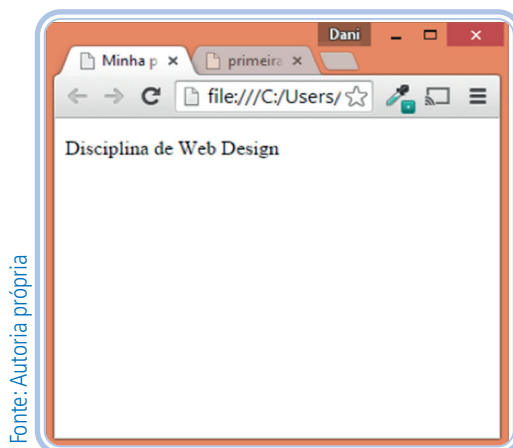 Dani
Minha p
primeira
file:///C:/Users/
Disciplina de Web Design
Fonte: Autoria própria